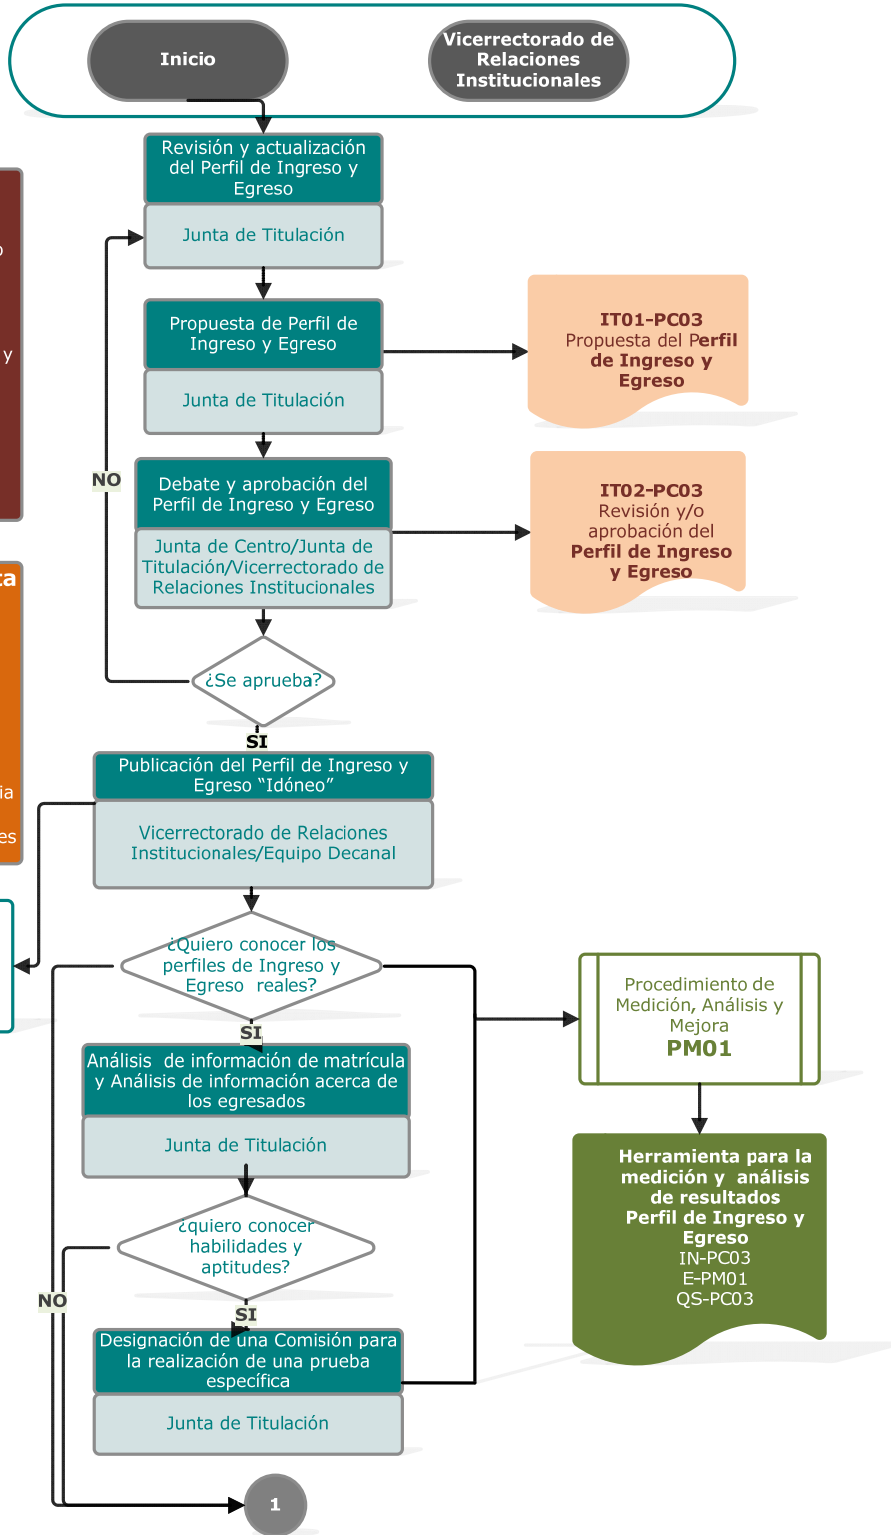 Inicio
Vicerrectorado de
Relaciones
Institucionales
Revisión y actualización
del Perfil de Ingreso y
Egreso
Junta de Titulación
o
y
Propuesta de Perfil de
Ingreso y Egreso
Junta de Titulación
IT01-PC03
Propuesta del Perfil
de Ingreso y
Egreso
NO
Debate y aprobación del
Perfil de Ingreso y Egreso
Junta de Centro/Junta de
Titulación/Vicerrectorado de
Relaciones Institucionales
IT02-PC03
Revisión y/o
aprobación del
Perfil de Ingreso
y Egreso
ta
¿Se aprueba?
SI
Publicación del Perfil de Ingreso y
Egreso “Idóneo”
Vicerrectorado de Relaciones
Institucionales/Equipo Decanal
ia
es
¿Quiero conocer los
perfiles de Ingreso y
Egreso reales?
SI
Procedimiento de
Medición, Análisis y
Mejora
PM01
Análisis de información de matrícula
y Análisis de información acerca de
los egresados
Junta de Titulación
Herramienta para la
medición y análisis
de resultados
Perfil de Ingreso y
Egreso
IN-PC03
E-PM01
QS-PC03
¿quiero conocer
habilidades y
aptitudes?
NO
SI
Designación de una Comisión para
la realización de una prueba
específica
Junta de Titulación
1